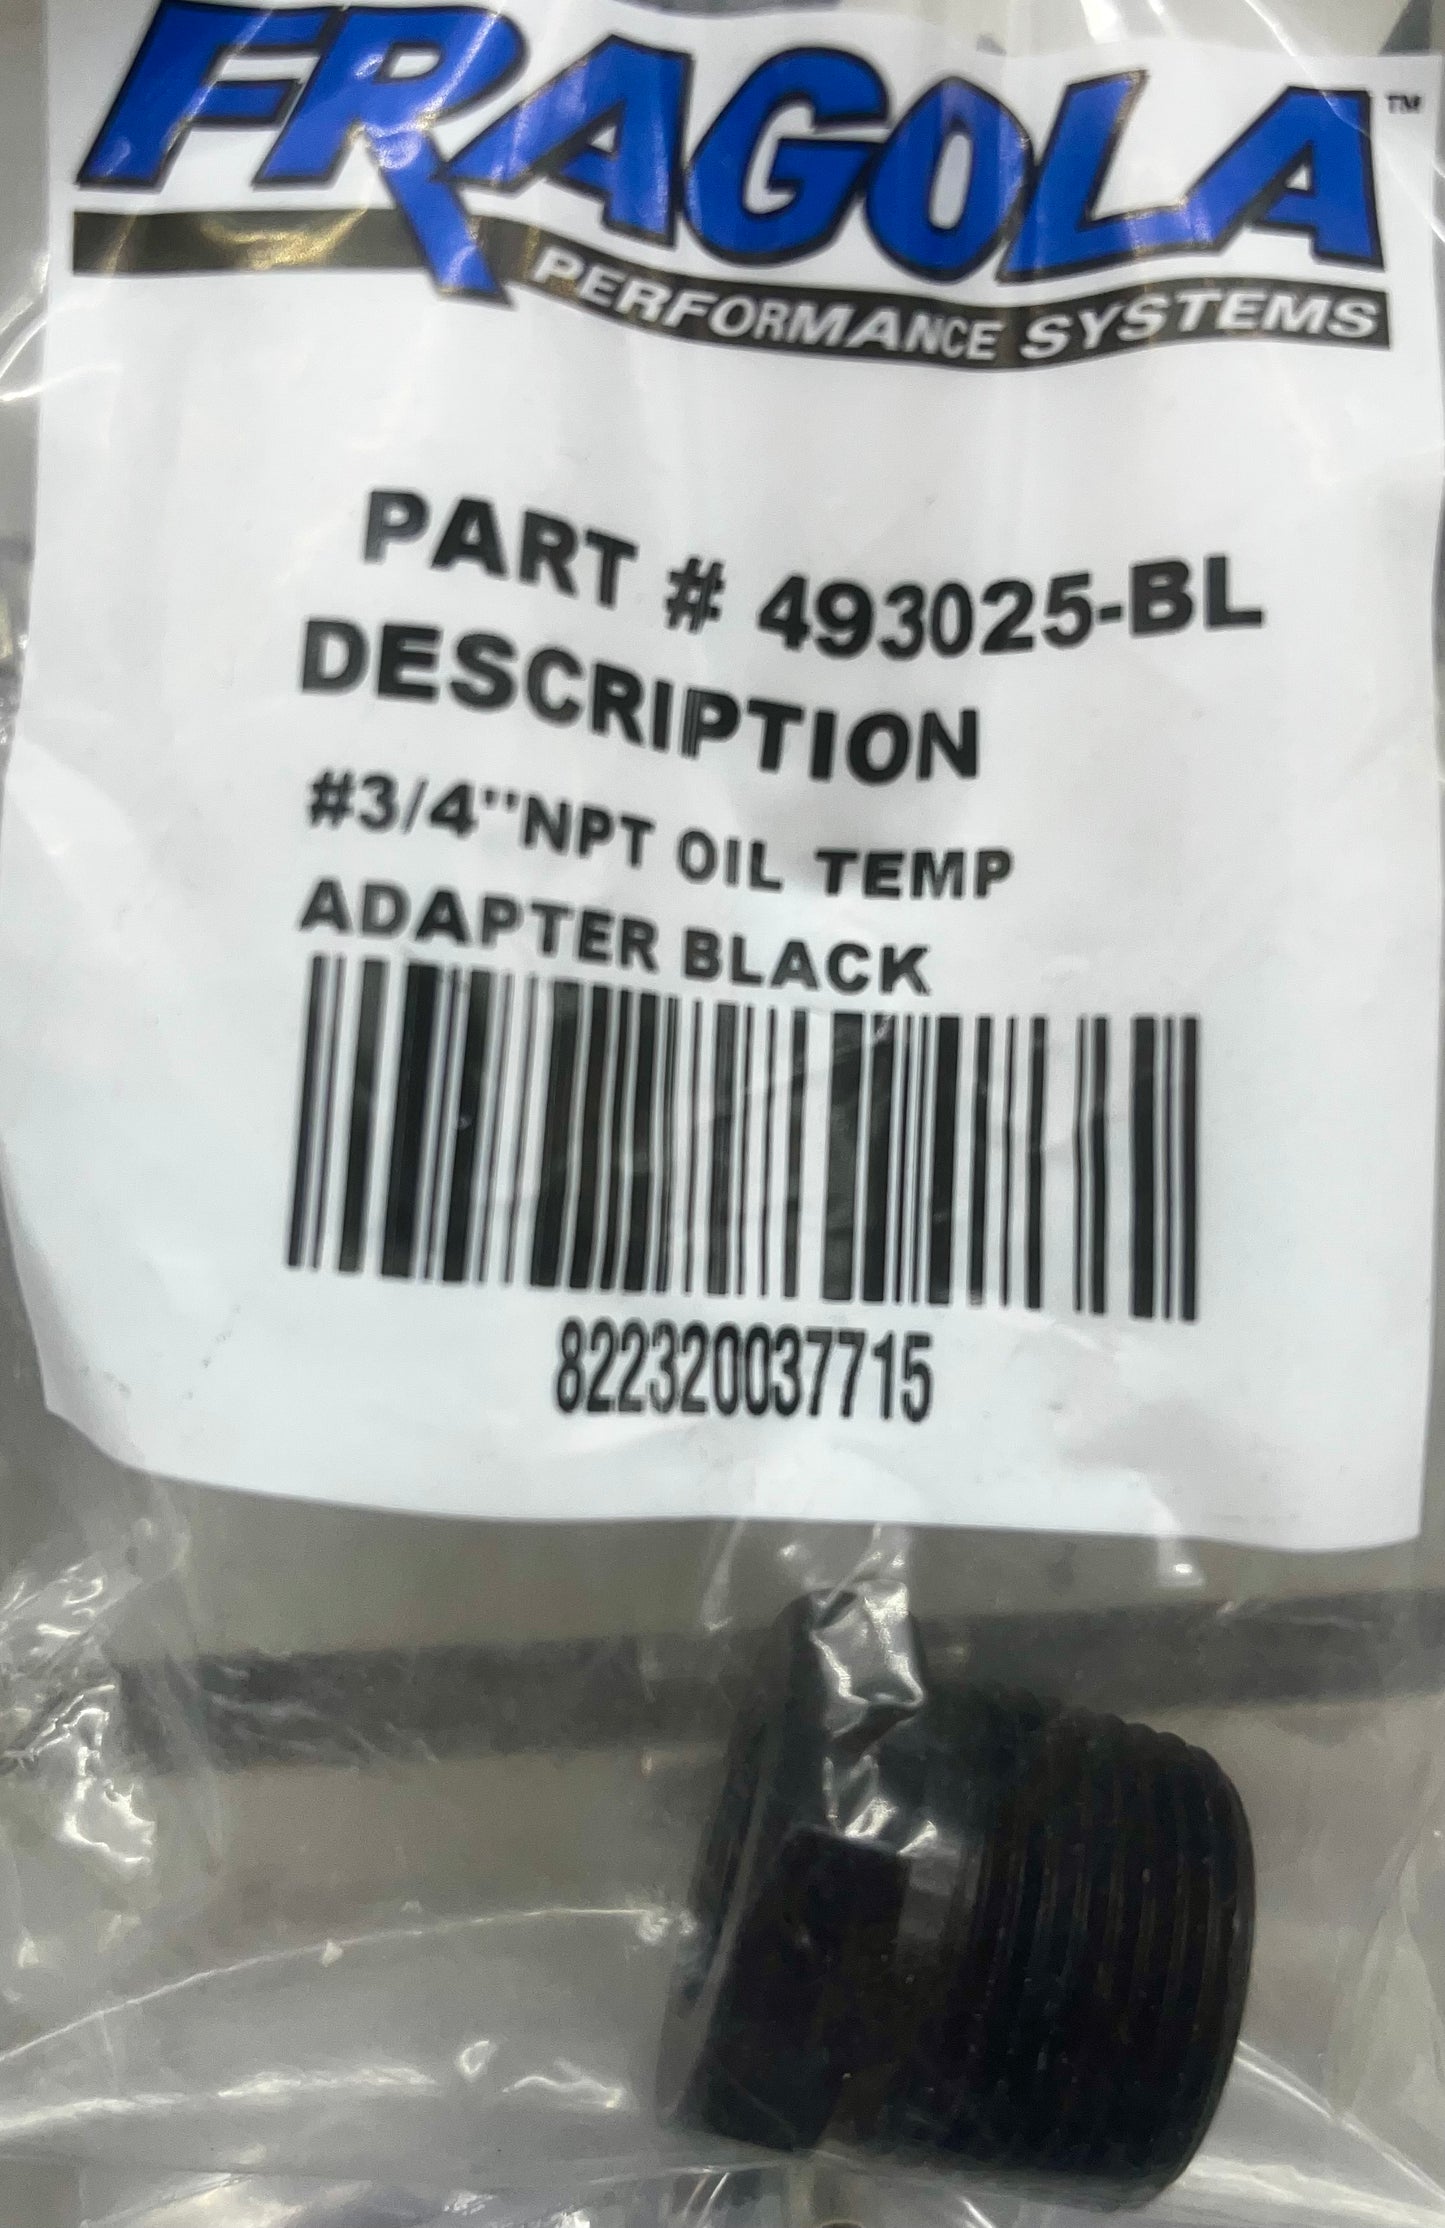 FRAGOLA™
PERFORMANCE SYSTEMS
PART # 493025-BL
DESCRIPTION
#3/4"NPT OIL TEMP
ADAPTER BLACK
822320037715